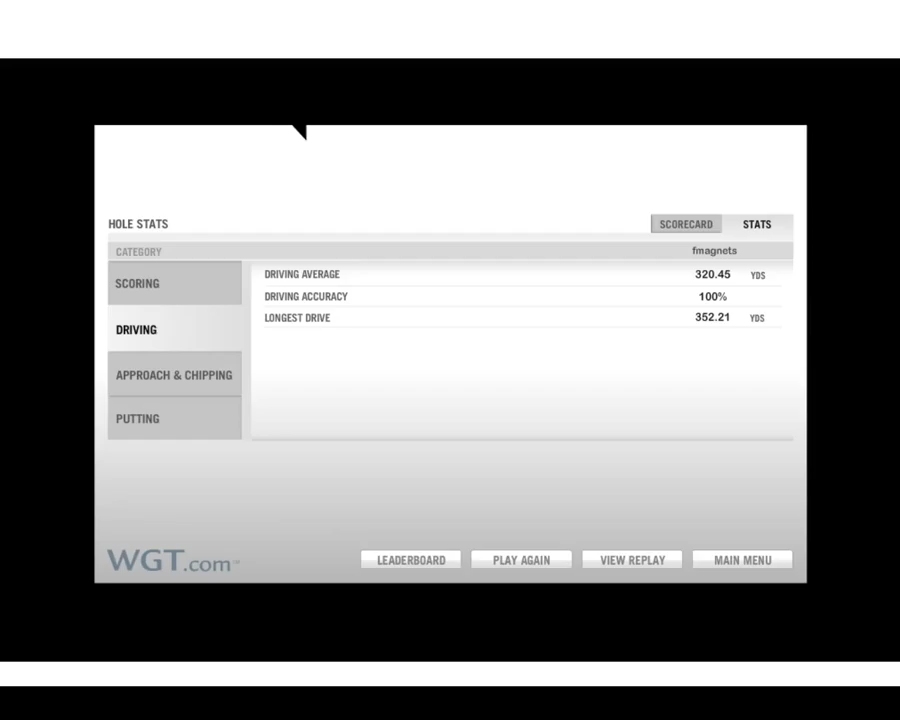 HOLE STATS SCORECARD STATS
CATEGORY fmagnets
SCORING
DRIVING
APPROACH & CHIPPING
PUTTING
DRIVING AVERAGE 320.45 YDS
DRIVING ACCURACY 100%
LONGEST DRIVE 352.21 YDS
WGT.com
LEADERBOARD PLAY AGAIN VIEW REPLAY MAIN MENU